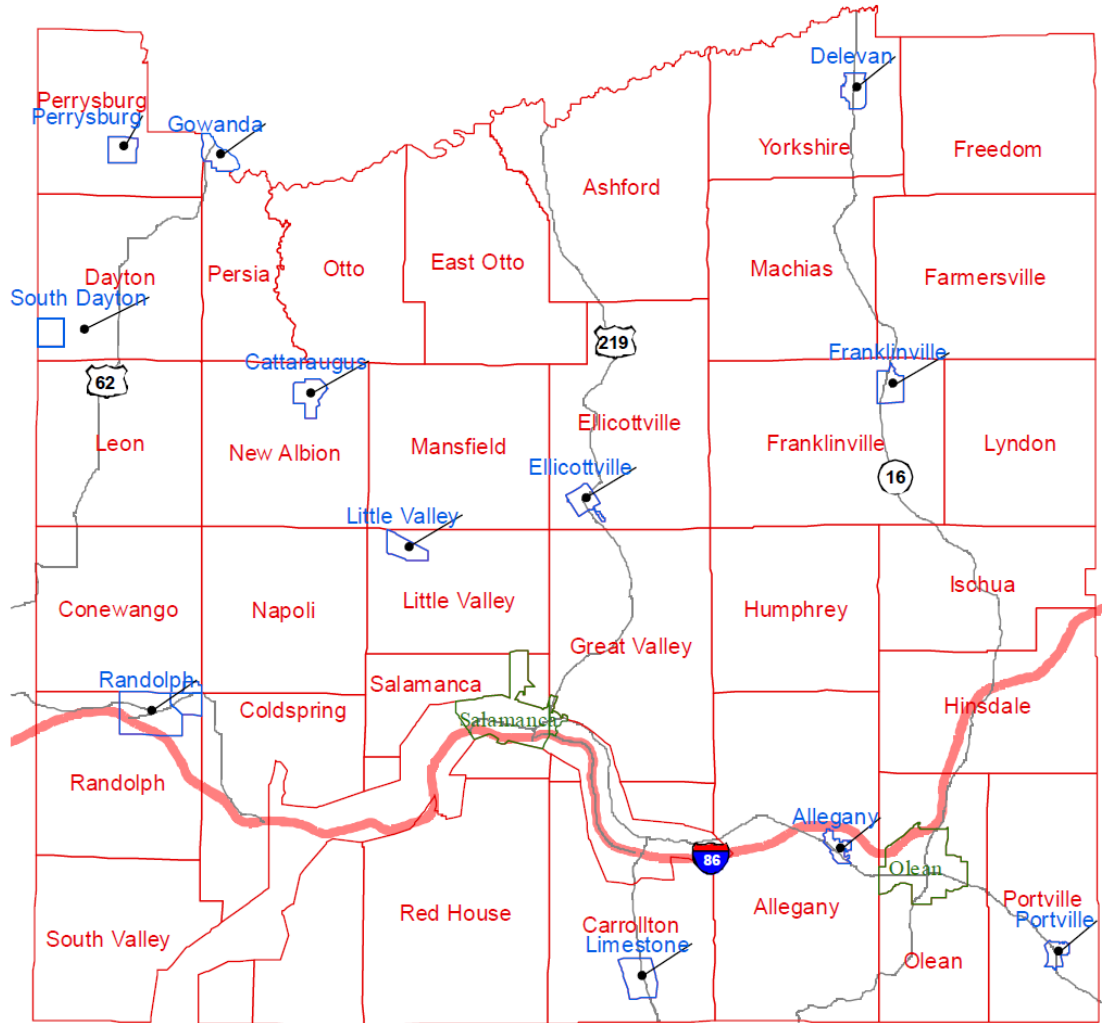 Delevan
Perrysburg
Perrysburg
Gowanda
Yorkshire
Freedom
Ashford
East Otto
Otto
Persia
Dayton
Machias
Farmersville
South Dayton
219
Franklinville
Cattaraugus
62
Ellicottville
Leon
New Albion
Mansfield
Franklinville
Lyndon
Ellicottville
16
Little Valley
Ischua
Conewango
Napoli
Little Valley
Humphrey
Great Valley
Randolph
Salamanca
Coldspring
Salamanca
Hinsdale
Randolph
Allegany
86
Olean
Red House
Allegany
Portville
Carrollton
Portville
South Valley
Limestone
Olean